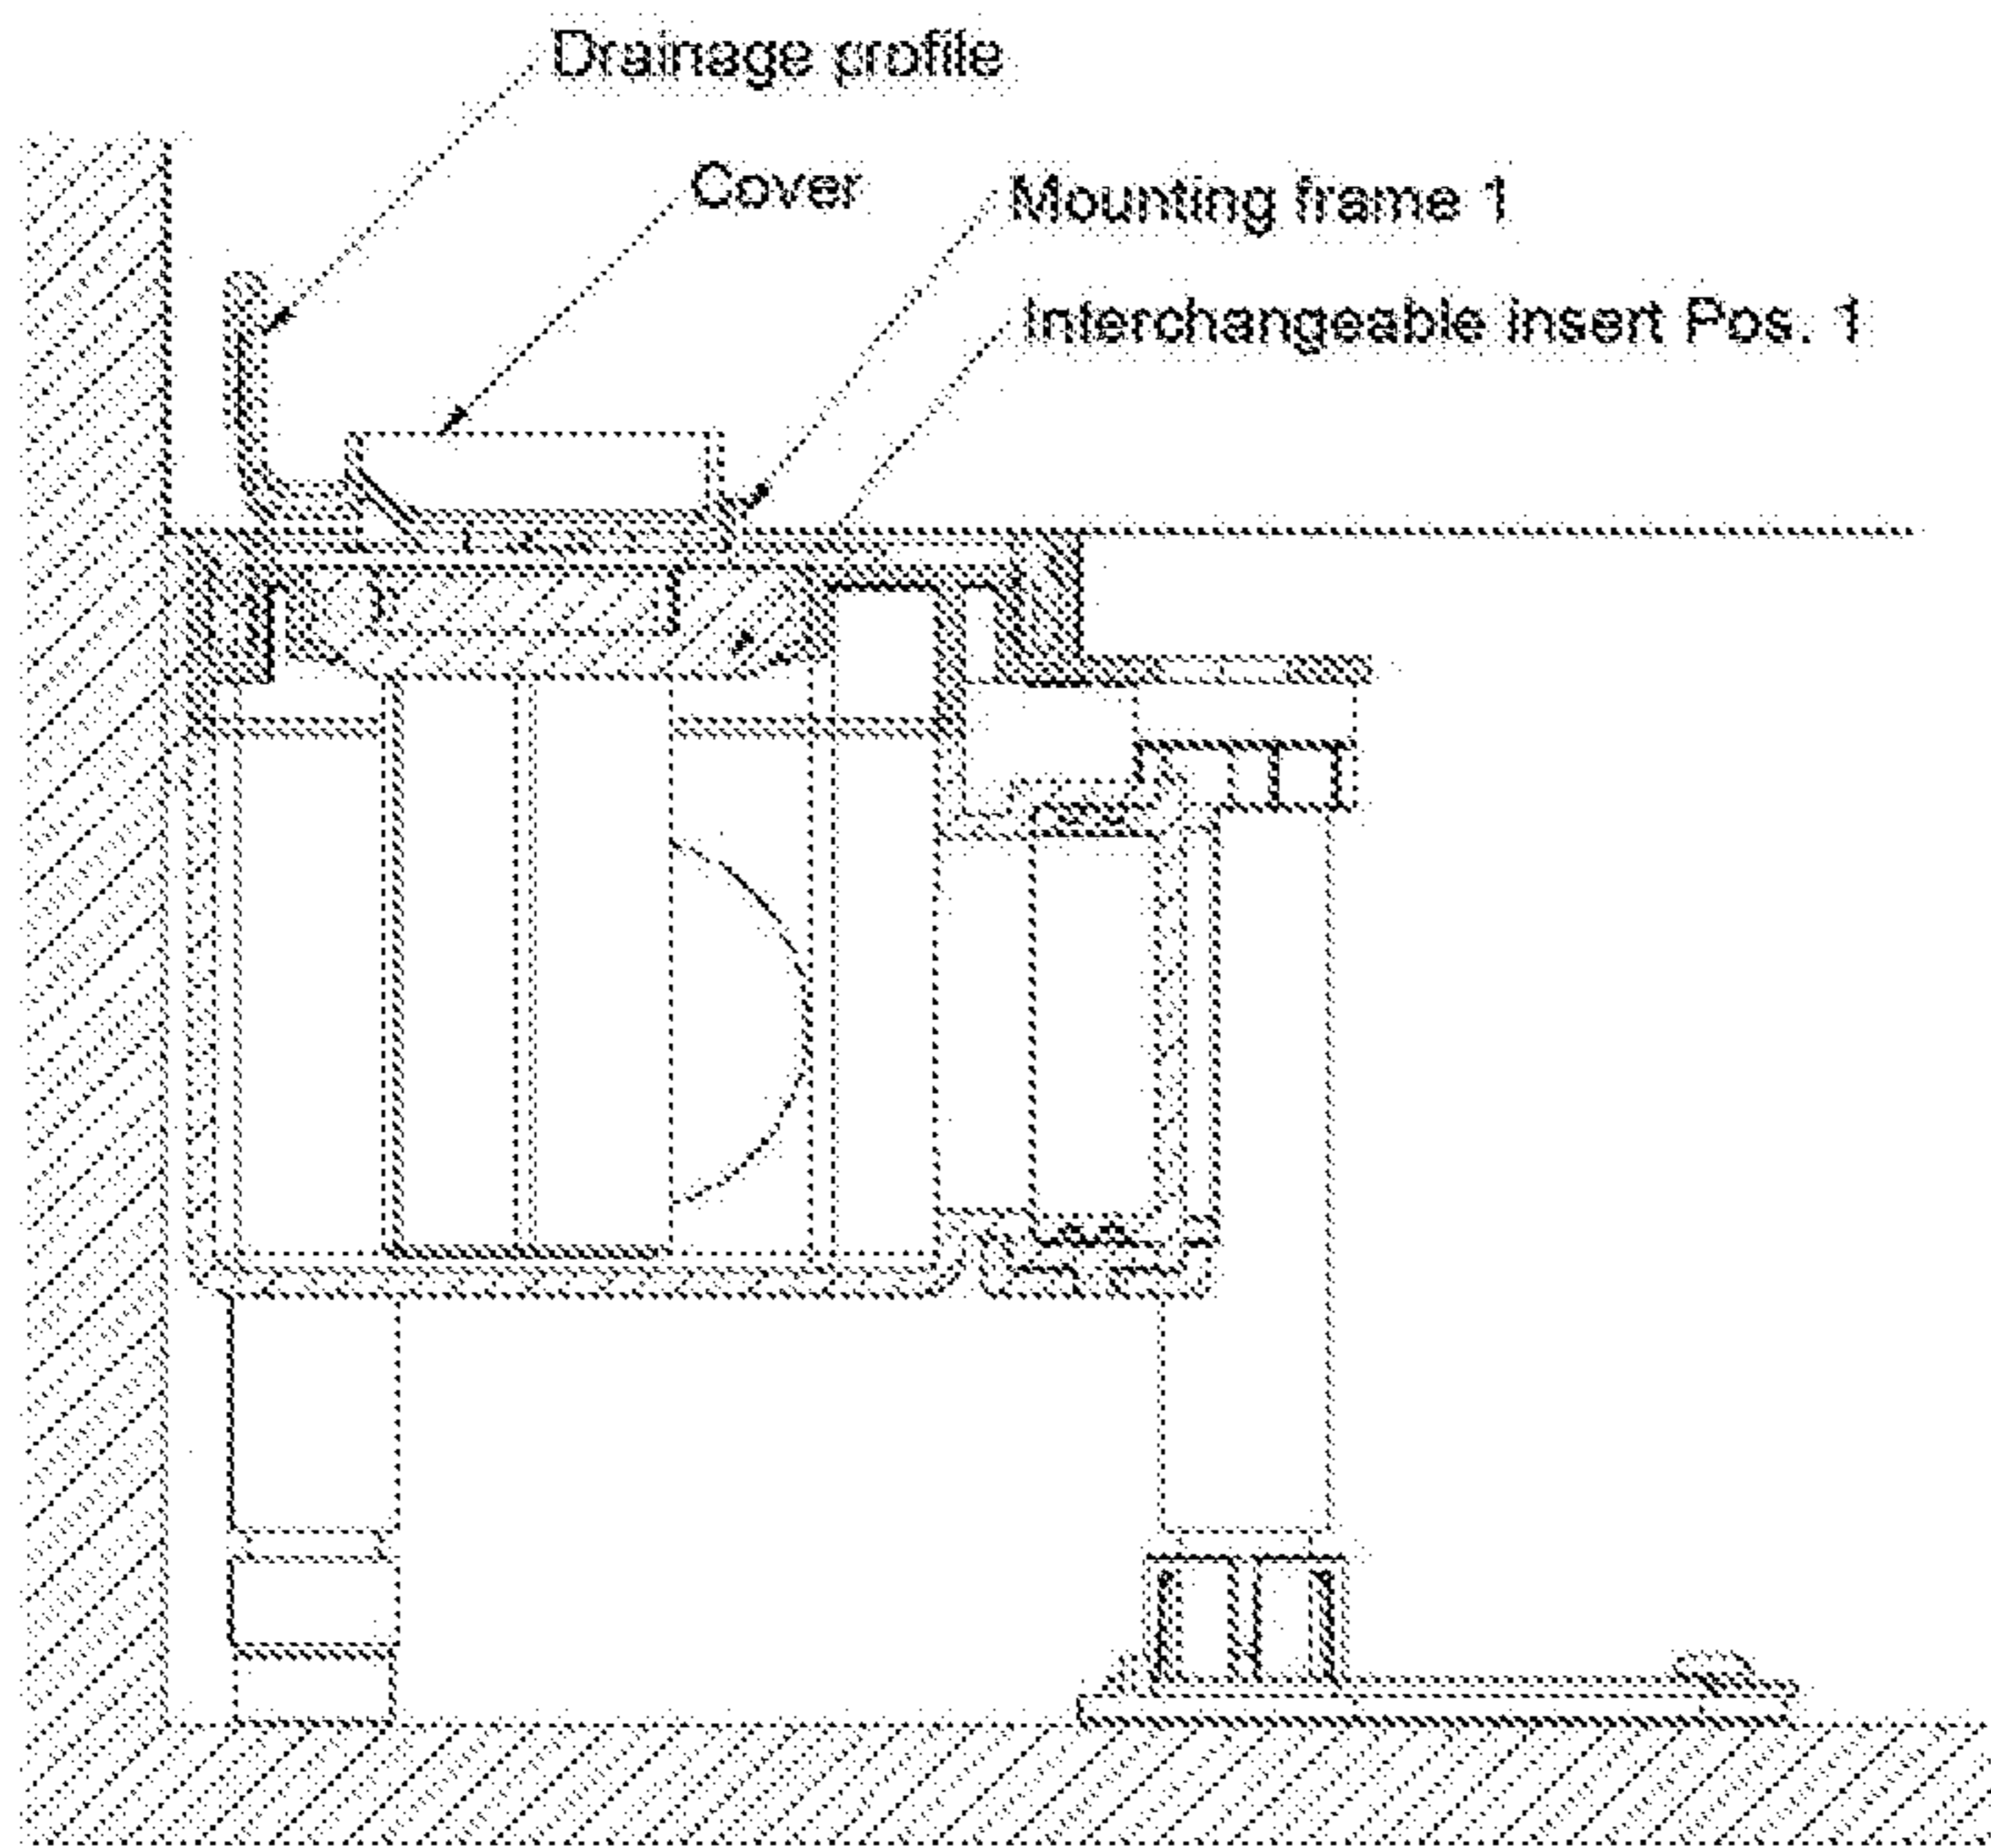 Drainage profile
Cover
Mounting frame 1
Interchangeable insert Pos. 1